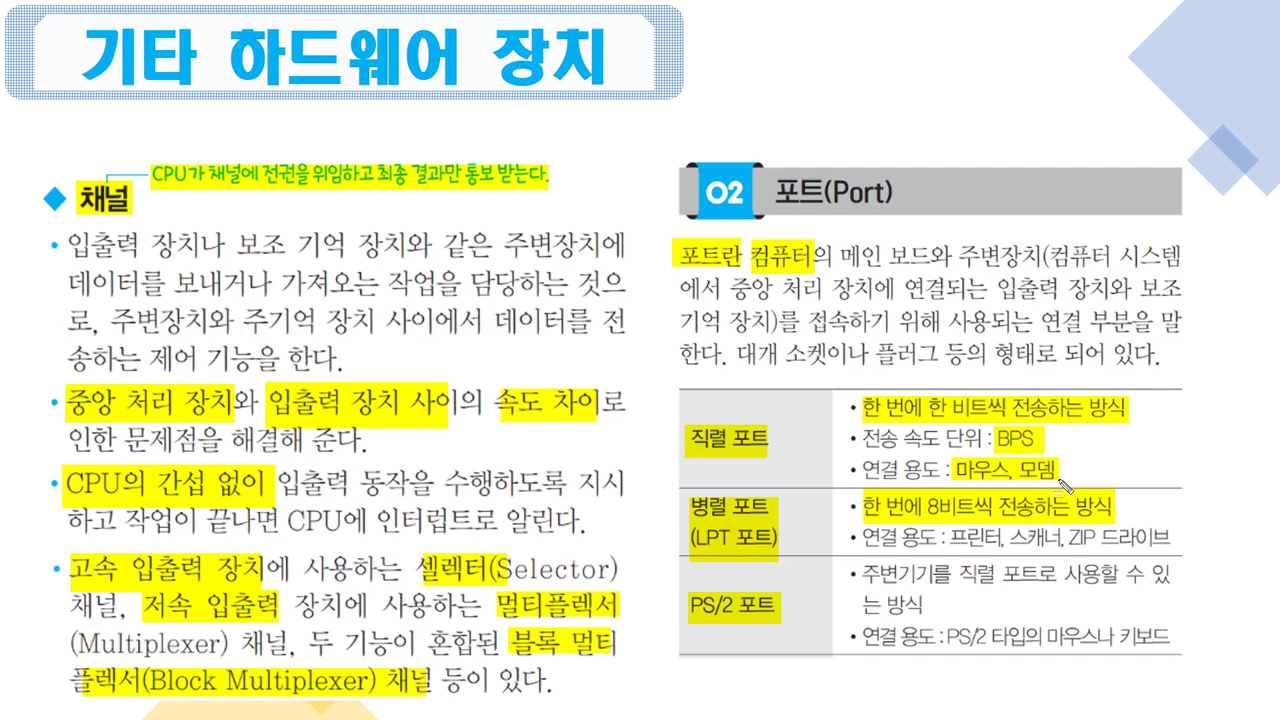 기타 하드웨어 장치
CPU가 채널에 전권을 위임하고 최종 결과만 통보 받는다.
◆ 채널
• 입출력 장치나 보조 기억 장치와 같은 주변장치에
데이터를 보내거나 가져오는 작업을 담당하는 것으
로, 주변장치와 주기억 장치 사이에서 데이터를 전
송하는 제어 기능을 한다.
• 중앙 처리 장치와 입출력 장치 사이의 속도 차이로
인한 문제점을 해결해 준다.
• CPU의 간섭 없이 입출력 동작을 수행하도록 지시
하고 작업이 끝나면 CPU에 인터럽트로 알린다.
• 고속 입출력 장치에 사용하는 셀렉터(Selector)
채널, 저속 입출력 장치에 사용하는 멀티플렉서
(Multiplexer) 채널, 두 기능이 혼합된 블록 멀티
플렉서(Block Multiplexer) 채널 등이 있다.
02 포트(Port)
포트란 컴퓨터의 메인 보드와 주변장치(컴퓨터 시스템
에서 중앙 처리 장치에 연결되는 입출력 장치와 보조
기억 장치)를 접속하기 위해 사용되는 연결 부분을 말
한다. 대개 소켓이나 플러그 등의 형태로 되어 있다.
직렬 포트
• 한 번에 한 비트씩 전송하는 방식
• 전송 속도 단위 : BPS
• 연결 용도 : 마우스, 모뎀
병렬 포트
(LPT 포트)
• 한 번에 8비트씩 전송하는 방식
• 연결 용도 : 프린터, 스캐너, ZIP 드라이브
PS/2 포트
• 주변기기를 직렬 포트로 사용할 수 있
는 방식
• 연결 용도 : PS/2 타입의 마우스나 키보드